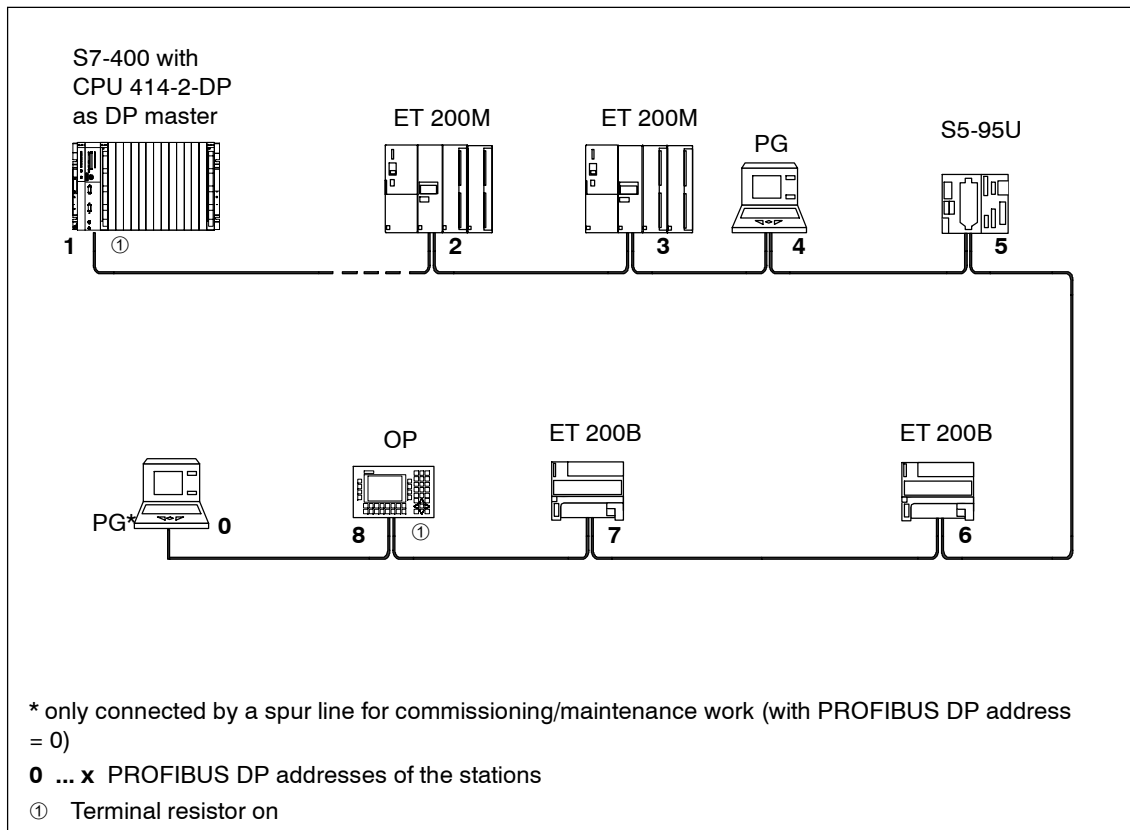 S7-400 with
CPU 414-2-DP
as DP master
ET 200M
ET 200M
PG
S5-95U
1
①
2
3
4
5
OP
ET 200B
ET 200B
PG*
0
8
①
7
6
* only connected by a spur line for commissioning/maintenance work (with PROFIBUS DP address
= 0)
0 ... x PROFIBUS DP addresses of the stations
① Terminal resistor on